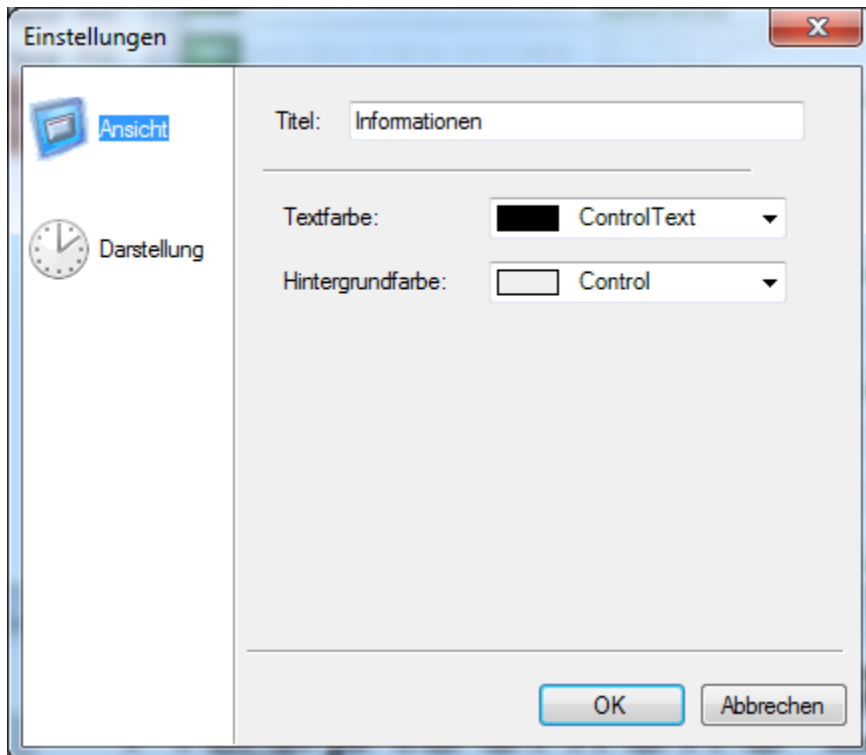 Einstellungen
Ansicht
Darstellung
Titel: Informationen
Textfarbe: ControlText
Hintergrundfarbe: Control
OK Abbrechen